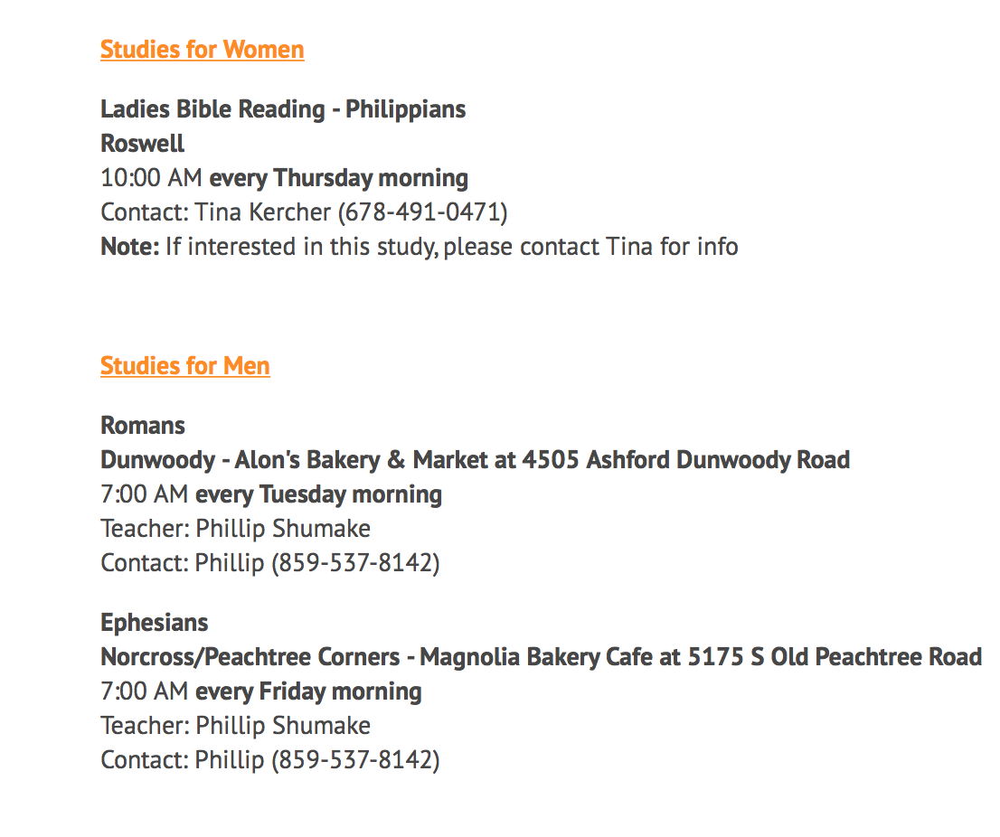 Studies for Women
Ladies Bible Reading - Philippians
Roswell
10:00 AM every Thursday morning
Contact: Tina Kercher (678-491-0471)
Note: If interested in this study, please contact Tina for info
Studies for Men
Romans
Dunwoody - Alon's Bakery & Market at 4505 Ashford Dunwoody Road
7:00 AM every Tuesday morning
Teacher: Phillip Shumake
Contact: Phillip (859-537-8142)
Ephesians
Norcross/Peachtree Corners - Magnolia Bakery Cafe at 5175 S Old Peachtree Road
7:00 AM every Friday morning
Teacher: Phillip Shumake
Contact: Phillip (859-537-8142)